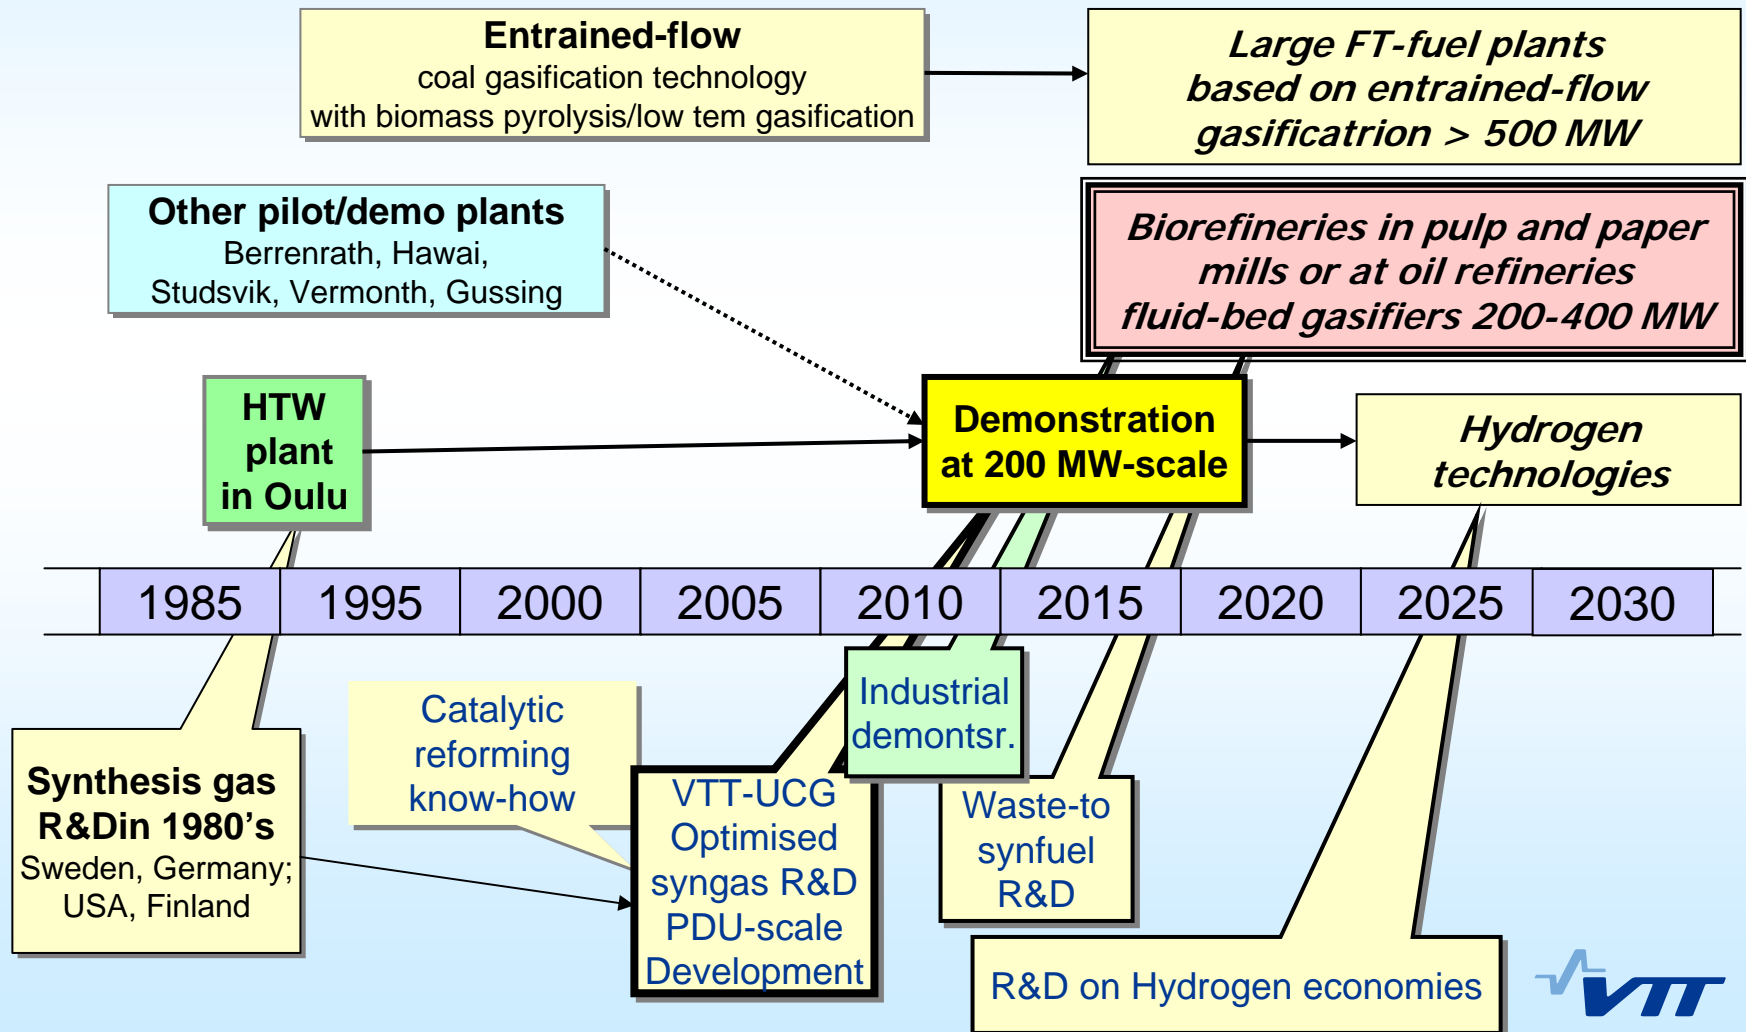 Entrained-flow
coal gasification technology
with biomass pyrolysis/low tem gasification
Large FT-fuel plants
based on entrained-flow
gasificatrion > 500 MW
Other pilot/demo plants
Berrenrath, Hawai,
Studsvik, Vermonth, Gussing
Biorefineries in pulp and paper
mills or at oil refineries
fluid-bed gasifiers 200-400 MW
HTW
plant
in Oulu
Demonstration
at 200 MW-scale
Hydrogen
technologies
1985 1995 2000 2005 2010 2015 2020 2025 2030
Synthesis gas
R&Din 1980's
Sweden, Germany;
USA, Finland
Catalytic
reforming
know-how
VTT-UCG
Optimised
syngas R&D
PDU-scale
Development
Industrial
demontsr.
Waste-to
synfuel
R&D
R&D on Hydrogen economies
VTT